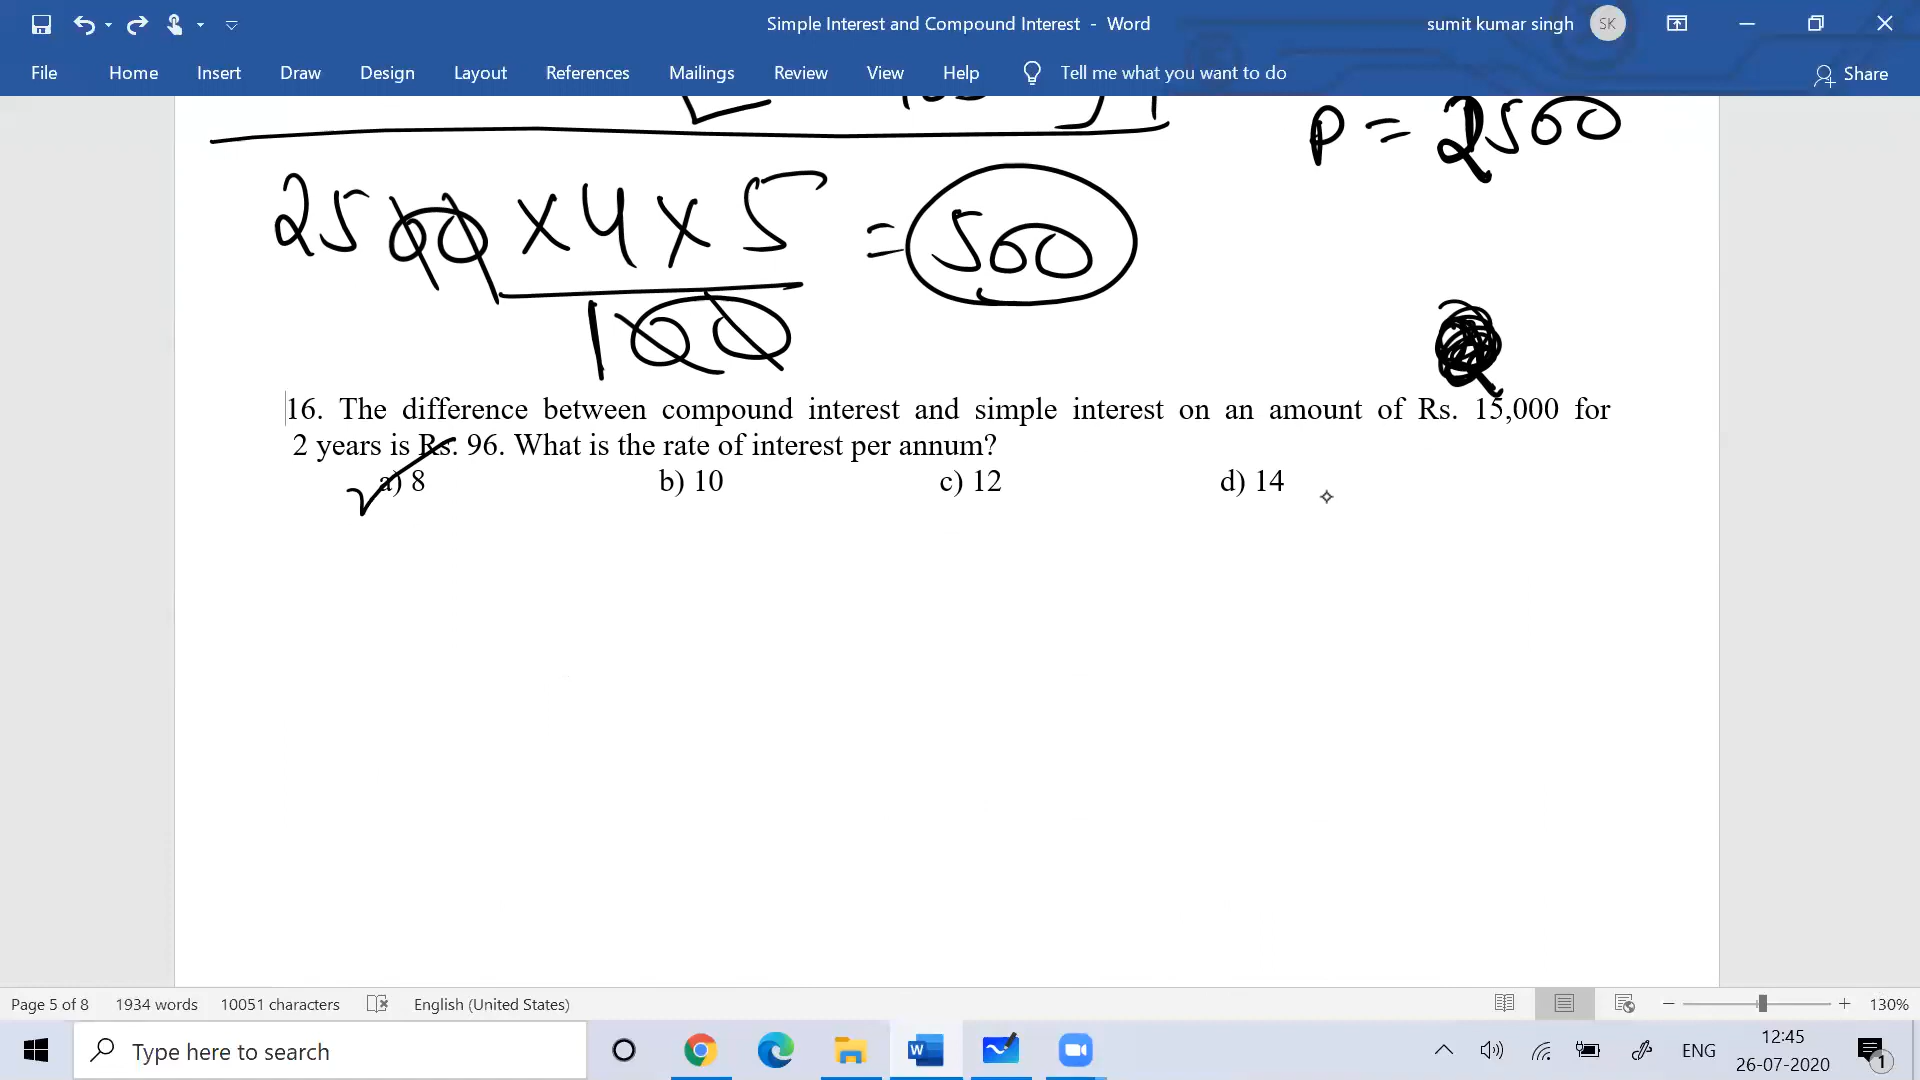 Simple Interest and Compound Interest - Word
sumit kumar singh
SK
File Home Insert Draw Design Layout References Mailings Review View Help Tell me what you want to do Share
P = 2500
2500 × 4 × 5 = 500
100
16. The difference between compound interest and simple interest on an amount of Rs. 15,000 for
2 years is Rs. 96. What is the rate of interest per annum?
a) 8 b) 10 c) 12 d) 14
Page 5 of 8 1934 words 10051 characters English (United States) 130%
Type here to search
ENG
12:45
26-07-2020
1